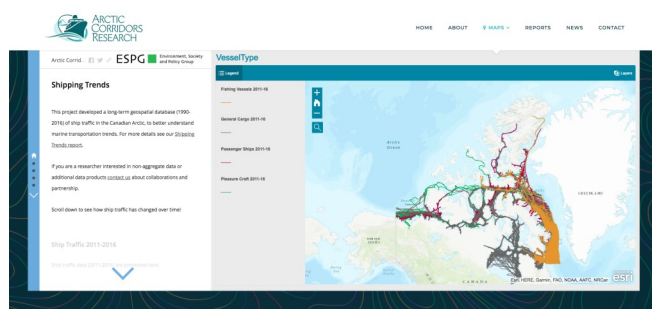 ARCTIC
CORRIDORS
RESEARCH
HOME ABOUT MAPS REPORTS NEWS CONTACT
Arctic Corrid ESPG Environment, Society
and Policy Group
VesselType
Legend
Layers
Shipping Trends
This project developed a long-term geospatial database (1990-
2016) of ship traffic in the Canadian Arctic, to better understand
marine transportation trends. For more details see our Shipping
Trends report.
If you are a researcher interested in non-aggregate data or
additional data products contact us about collaborations and
partnership.
Scroll down to see how ship traffic has changed over time!
Ship Traffic 2011-2016
Fishing Vessels 2011-16
General Cargo 2011-16
Passenger Ships 2011-16
Pleasure Craft 2011-16
Arctic
Ocean
GREENLAND
CANADA
Esri, HERE, Garmin, FAO, NOAA, AAFC, NRCan
esri